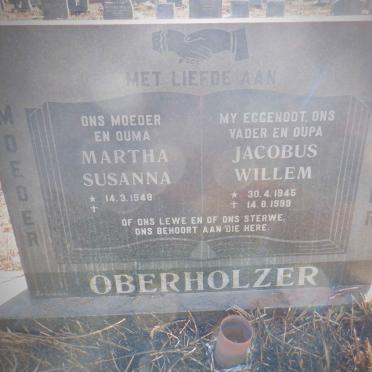 MET LIEFDE AAN
MOEDER
ONS MOEDER
EN OUMA
MARTHA
SUSANNA
* 14.3.1948
†
MY EGGENOOT, ONS
VADER EN OUPA
JACOBUS
WILLEM
* 30.4.1945
† 14.8.1999
OF ONS LEWE EN OF ONS STERWE,
ONS BEHOORT AAN DIE HERE.
OBERHOLZER